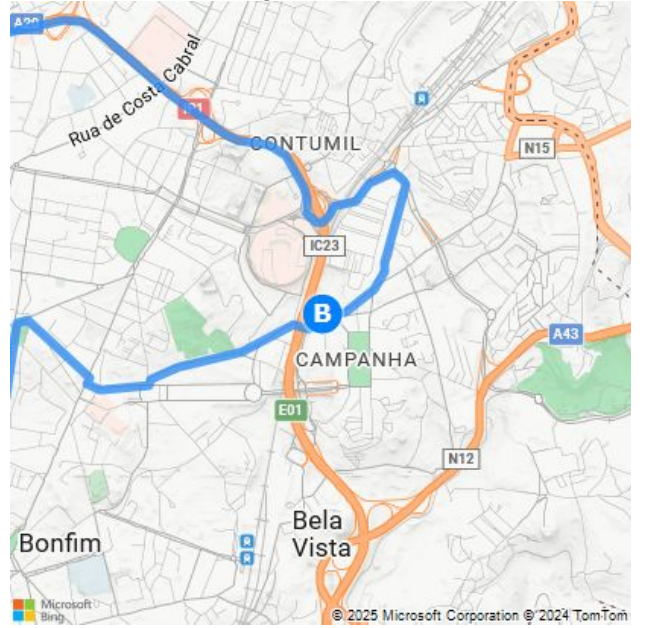 A20
Rua de Costa Cabral
IP1
CONTUMIL
N15
IC23
B
A43
CAMPANHA
E01
N12
Bela
Vista
Bonfim
Microsoft
Bing
© 2025 Microsoft Corporation © 2024 TomTom